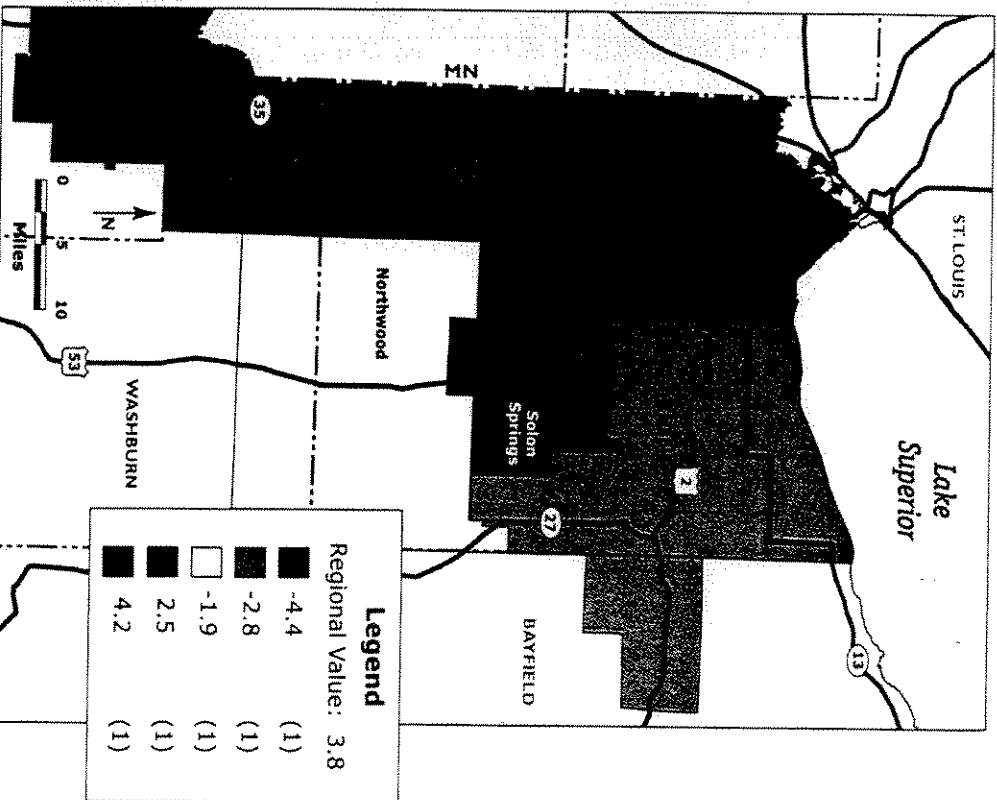 ST. LOUIS
Lake
Superior
MN
35
2
13
27
Solon
Springs
Northwood
BAYFIELD
53
WASHBURN
N
0 5 10
Miles
Legend
Regional Value: 3.8
-4.4 (1)
-2.8 (1)
-1.9 (1)
2.5 (1)
4.2 (1)